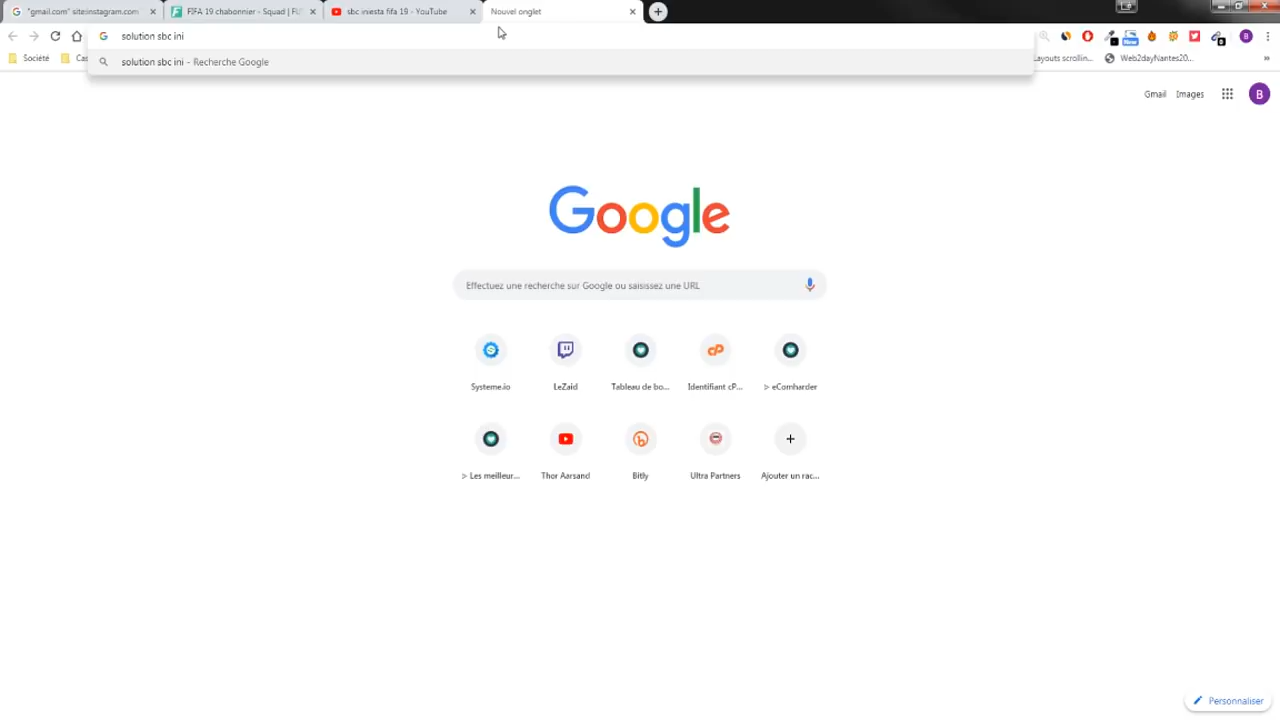 "gmail.com" site:instagram.com
FIFA 19 chabonnier - Squad | FU
sbc iniesta fifa 19 - YouTube
Nouvel onglet
solution sbc ini
solution sbc ini - Recherche Google
Société
Layouts scrollin...
Web2dayNantes20...
»
Gmail
Images
B
Google
Effectuez une recherche sur Google ou saisissez une URL
Systeme.io
LeZaid
Tableau de bo...
Identifiant cP...
> eComharder
> Les meilleur...
Thor Aarsand
Bitly
Ultra Partners
Ajouter un rac...
Personnaliser